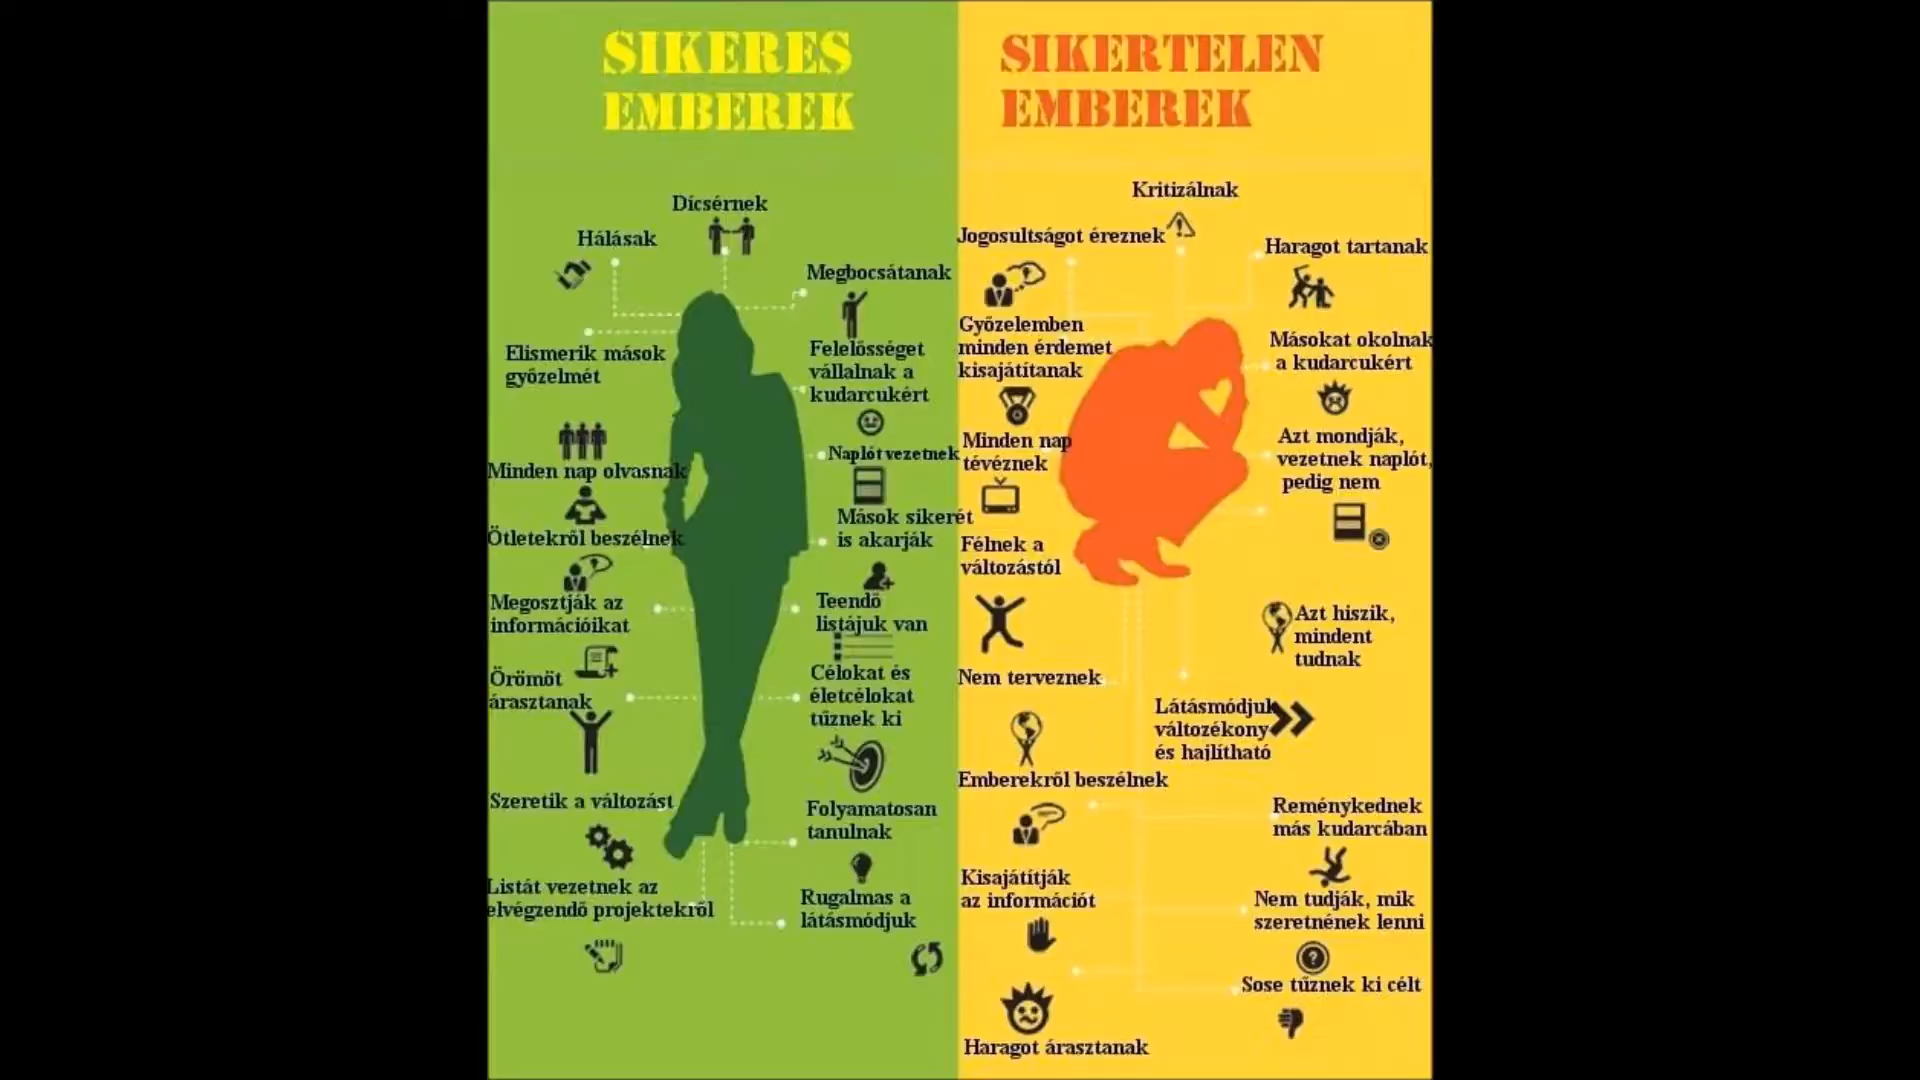 SIKERES
EMBEREK
Dícsérnek
Hálásak
Megbocsátanak
Elismerik mások
győzelmét
Felelősséget
vállalnak a
kudarcukért
Naplót vezetnek
Minden nap olvasnak
Mások sikerét
is akarják
Ötletekről beszélnek
Megosztják az
információikat
Teendő
listájuk van
Örömöt
árasztanak
Célokat és
életcélokat
tűznek ki
Szeretik a változást
Folyamatosan
tanulnak
Listát vezetnek az
elvégzendő projektekről
Rugalmas a
látásmódjuk
SIKERTELEN
EMBEREK
Kritizálnak
Jogosultságot éreznek
Haragot tartanak
Győzelemben
minden érdemet
kisajátítanak
Másokat okolnak
a kudarcukért
Minden nap
tévéznek
Azt mondják,
vezetnek naplót,
pedig nem
Félnek a
változástól
Azt hiszik,
mindent
tudnak
Nem terveznek
Látásmódjuk
változékony
és hajlítható
Emberekről beszélnek
Reménykednek
más kudarcában
Kisajátítják
az információt
Nem tudják, mik
szeretnének lenni
Sose tűznek ki célt
Haragot árasztanak